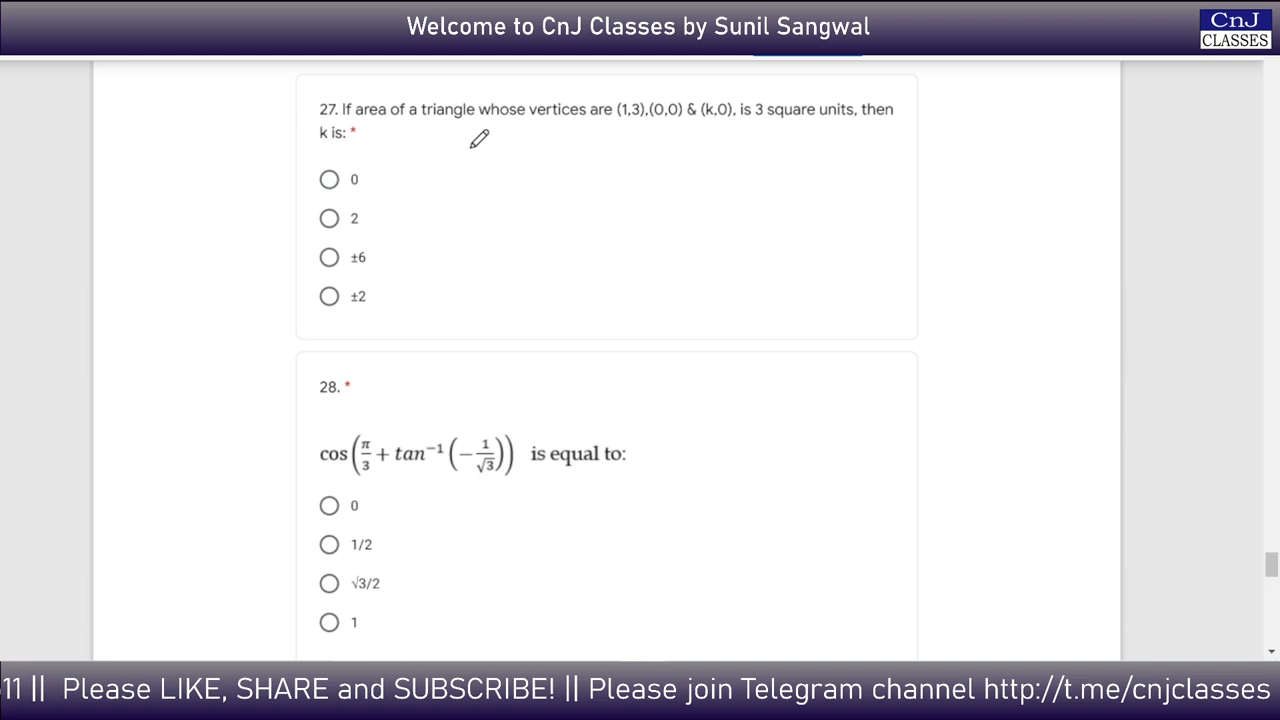 Welcome to CnJ Classes by Sunil Sangwal
CnJ
CLASSES
27. If area of a triangle whose vertices are (1,3),(0,0) & (k,0), is 3 square units, then
k is: *
0
2
±6
±2
28. *
cos(π/3 + tan⁻¹(−1/√3)) is equal to:
0
1/2
√3/2
1
11 || Please LIKE, SHARE and SUBSCRIBE! || Please join Telegram channel http://t.me/cnjclasses